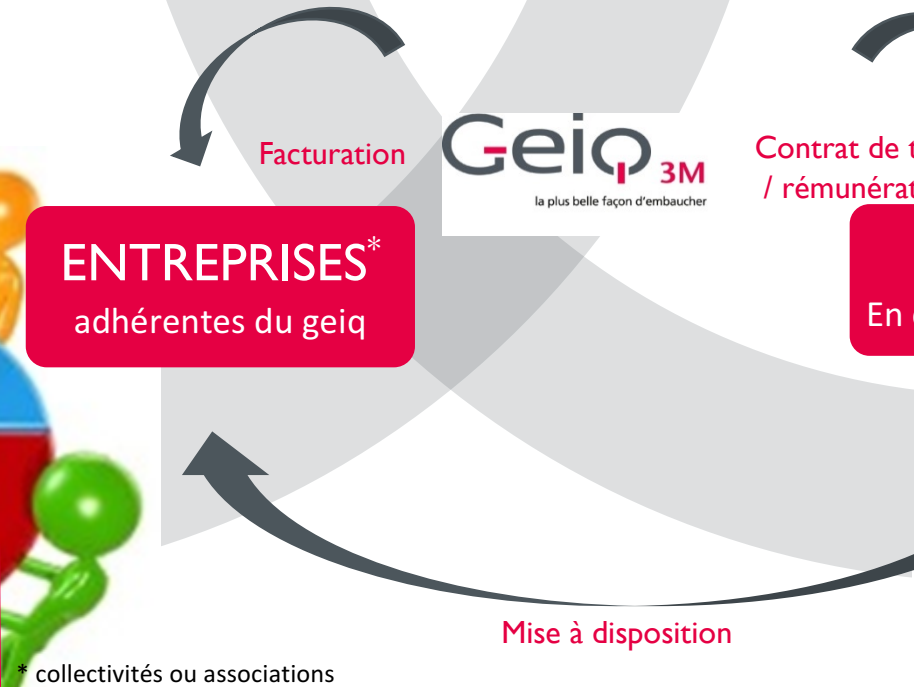 Facturation
Geiq 3M
la plus belle façon d'embaucher
Contrat de
/
ENTREPRISES*
adhérentes du geiq
En
Mise à disposition
* collectivités ou associations